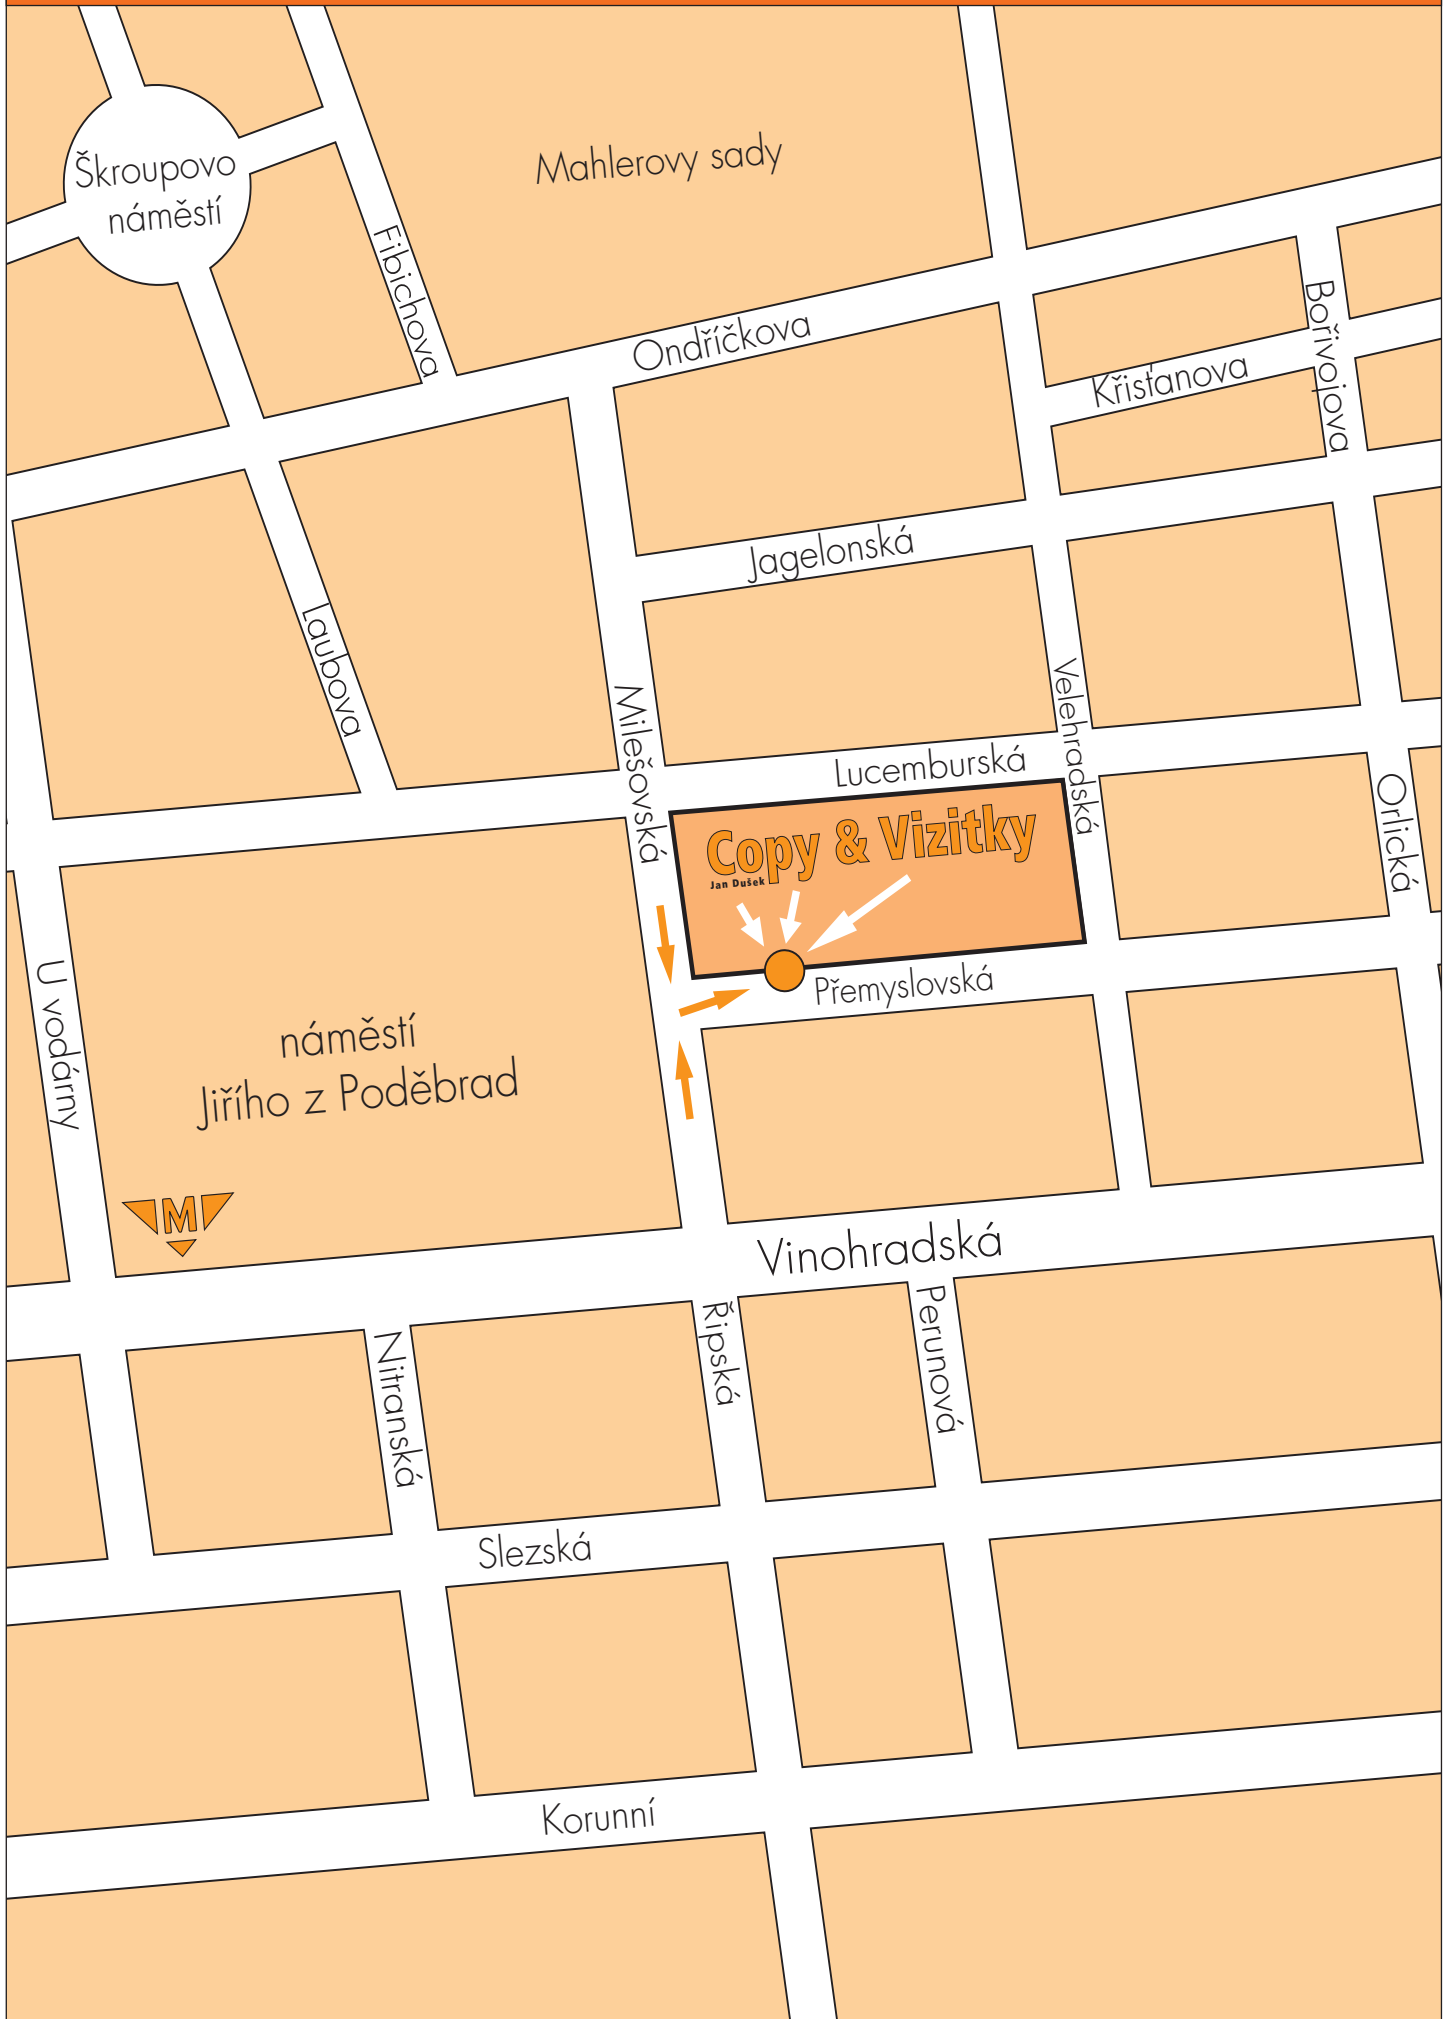 Škroupovo
náměstí
Mahlerovy sady
Fibichova
Ondříčkova
Bořivojova
Křisťanova
Jagelonská
Laubova
Milešovská
Velehradská
Lucemburská
Orlická
Copy & Vizitky
Jan Dušek
U vodárny
Přemyslovská
náměstí
Jiřího z Poděbrad
M
Vinohradská
Nitranská
Řipská
Perunová
Slezská
Korunní